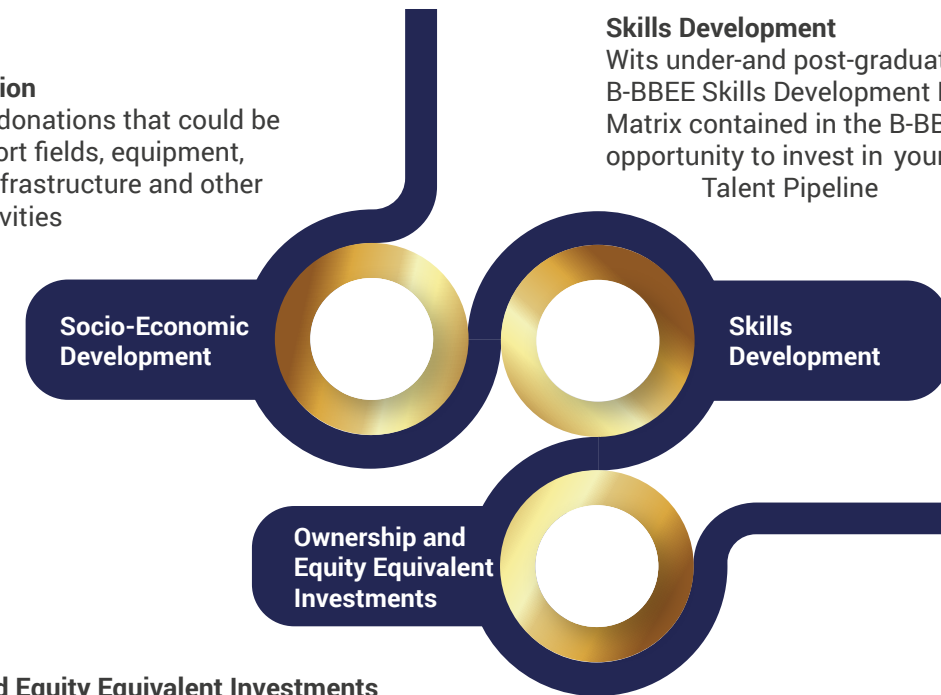 tion
donations that could be
ort fields, equipment,
frastructure and other
vities
Skills Development
Wits under-and post-graduat
B-BBEE Skills Development
Matrix contained in the B-BB
opportunity to invest in your
Talent Pipeline
Socio-Economic
Development
Skills
Development
Ownership and
Equity Equivalent
Investments
d Equity Equivalent Investments